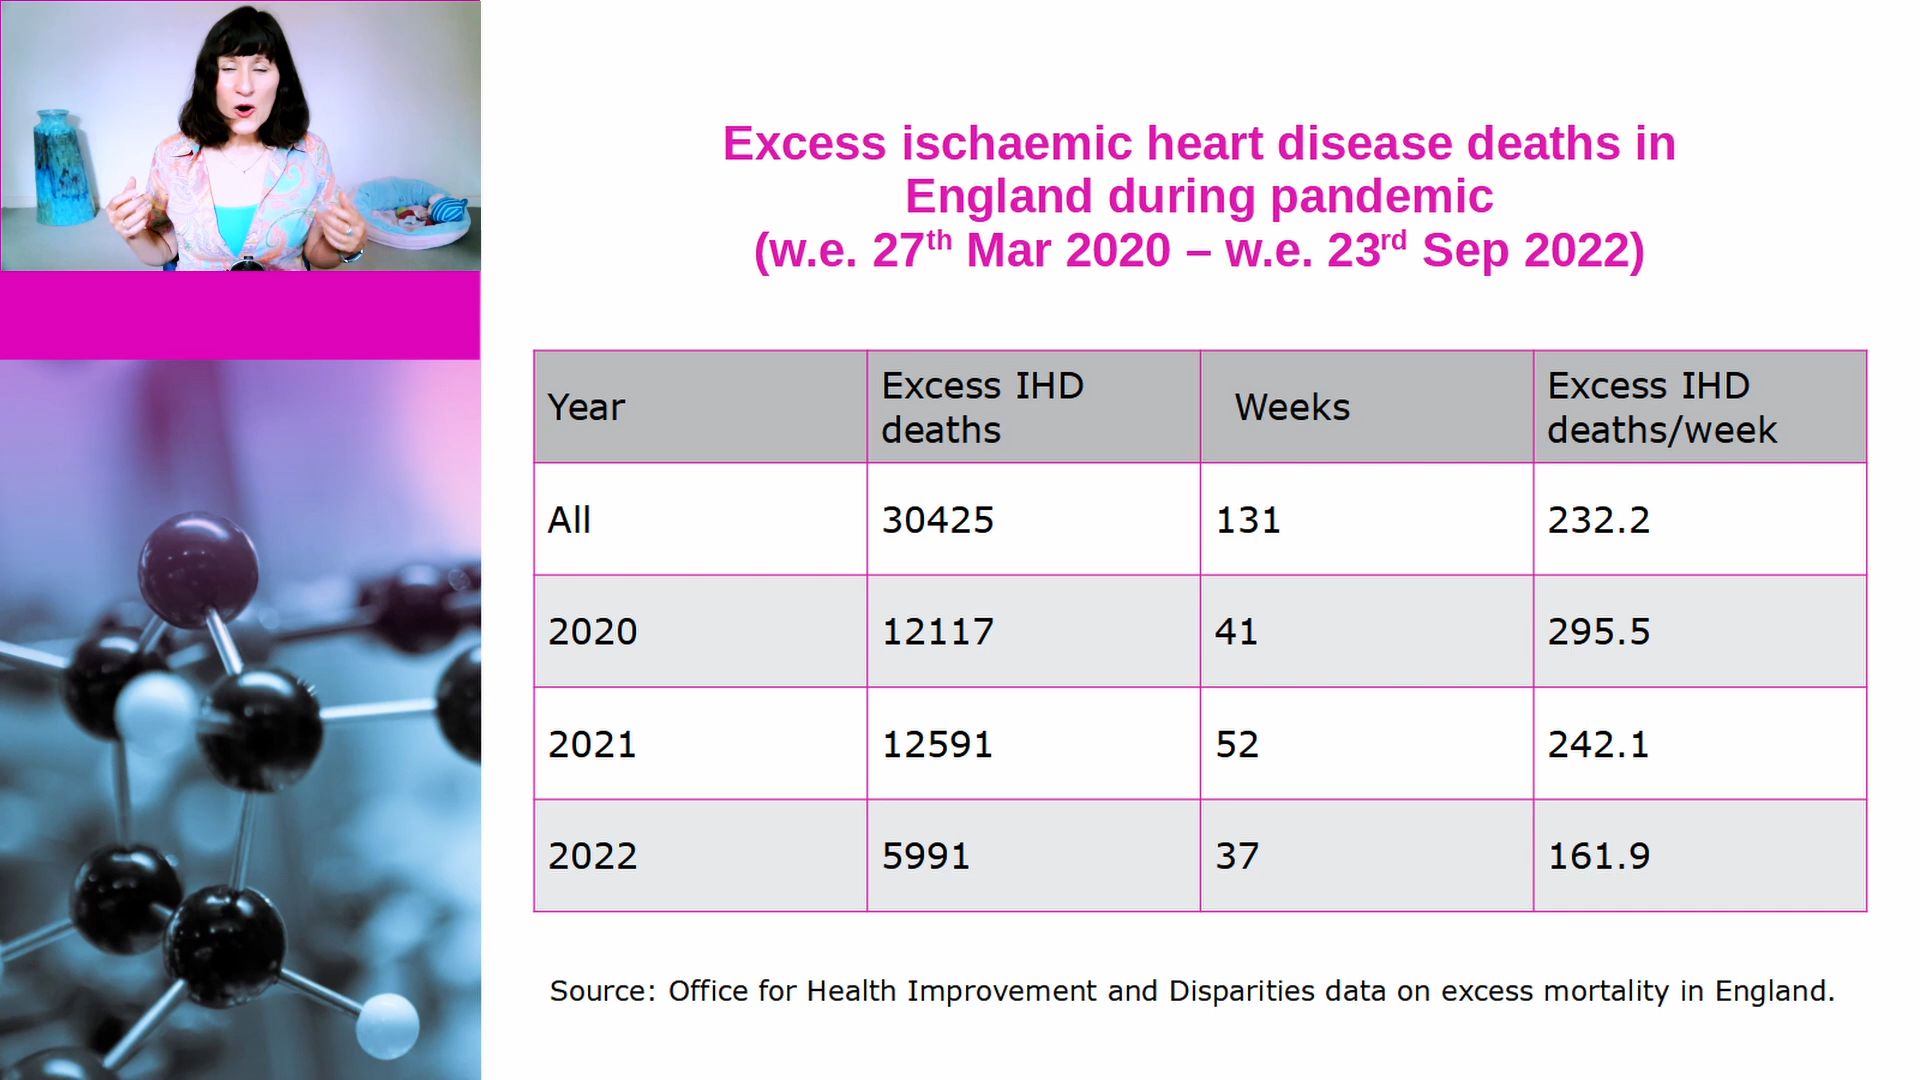 Excess ischaemic heart disease deaths in
England during pandemic
(w.e. 27th Mar 2020 – w.e. 23rd Sep 2022)
Year Excess IHD deaths Weeks Excess IHD deaths/week
All 30425 131 232.2
2020 12117 41 295.5
2021 12591 52 242.1
2022 5991 37 161.9
Source: Office for Health Improvement and Disparities data on excess mortality in England.